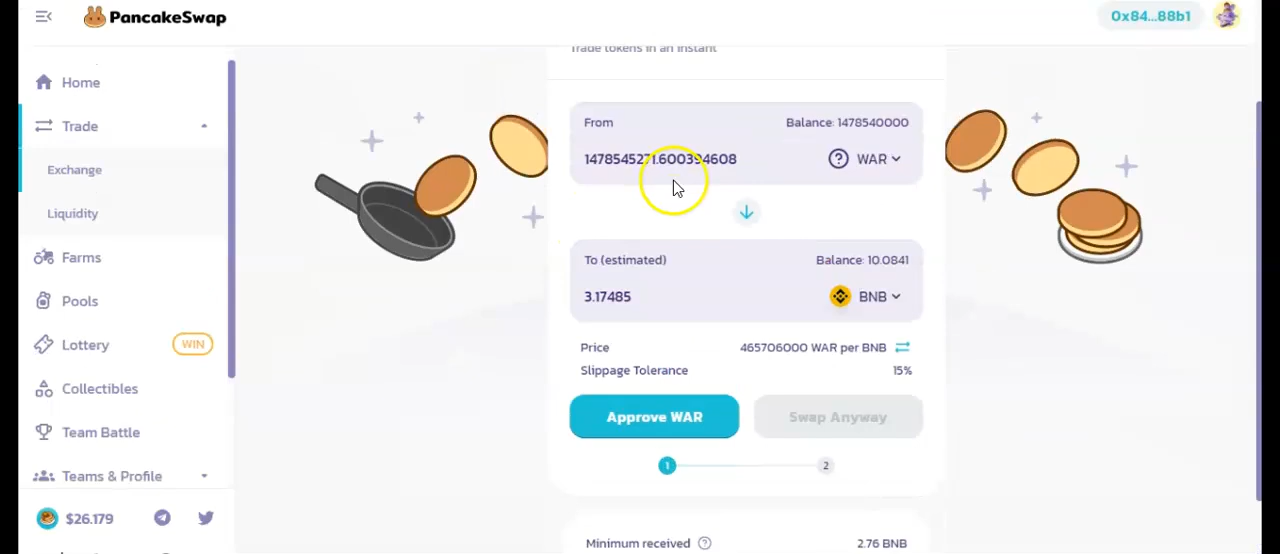 PancakeSwap
0x84...88b1
Home
Trade
Exchange
Liquidity
Farms
Pools
Lottery
WIN
Collectibles
Team Battle
Teams & Profile
$26.179
Trade tokens in an instant
From
Balance: 1478540000
1478545271.600394608
WAR
To (estimated)
Balance: 10.0841
3.17485
BNB
Price
465706000 WAR per BNB
Slippage Tolerance
15%
Approve WAR
Swap Anyway
1
2
Minimum received
2.76 BNB